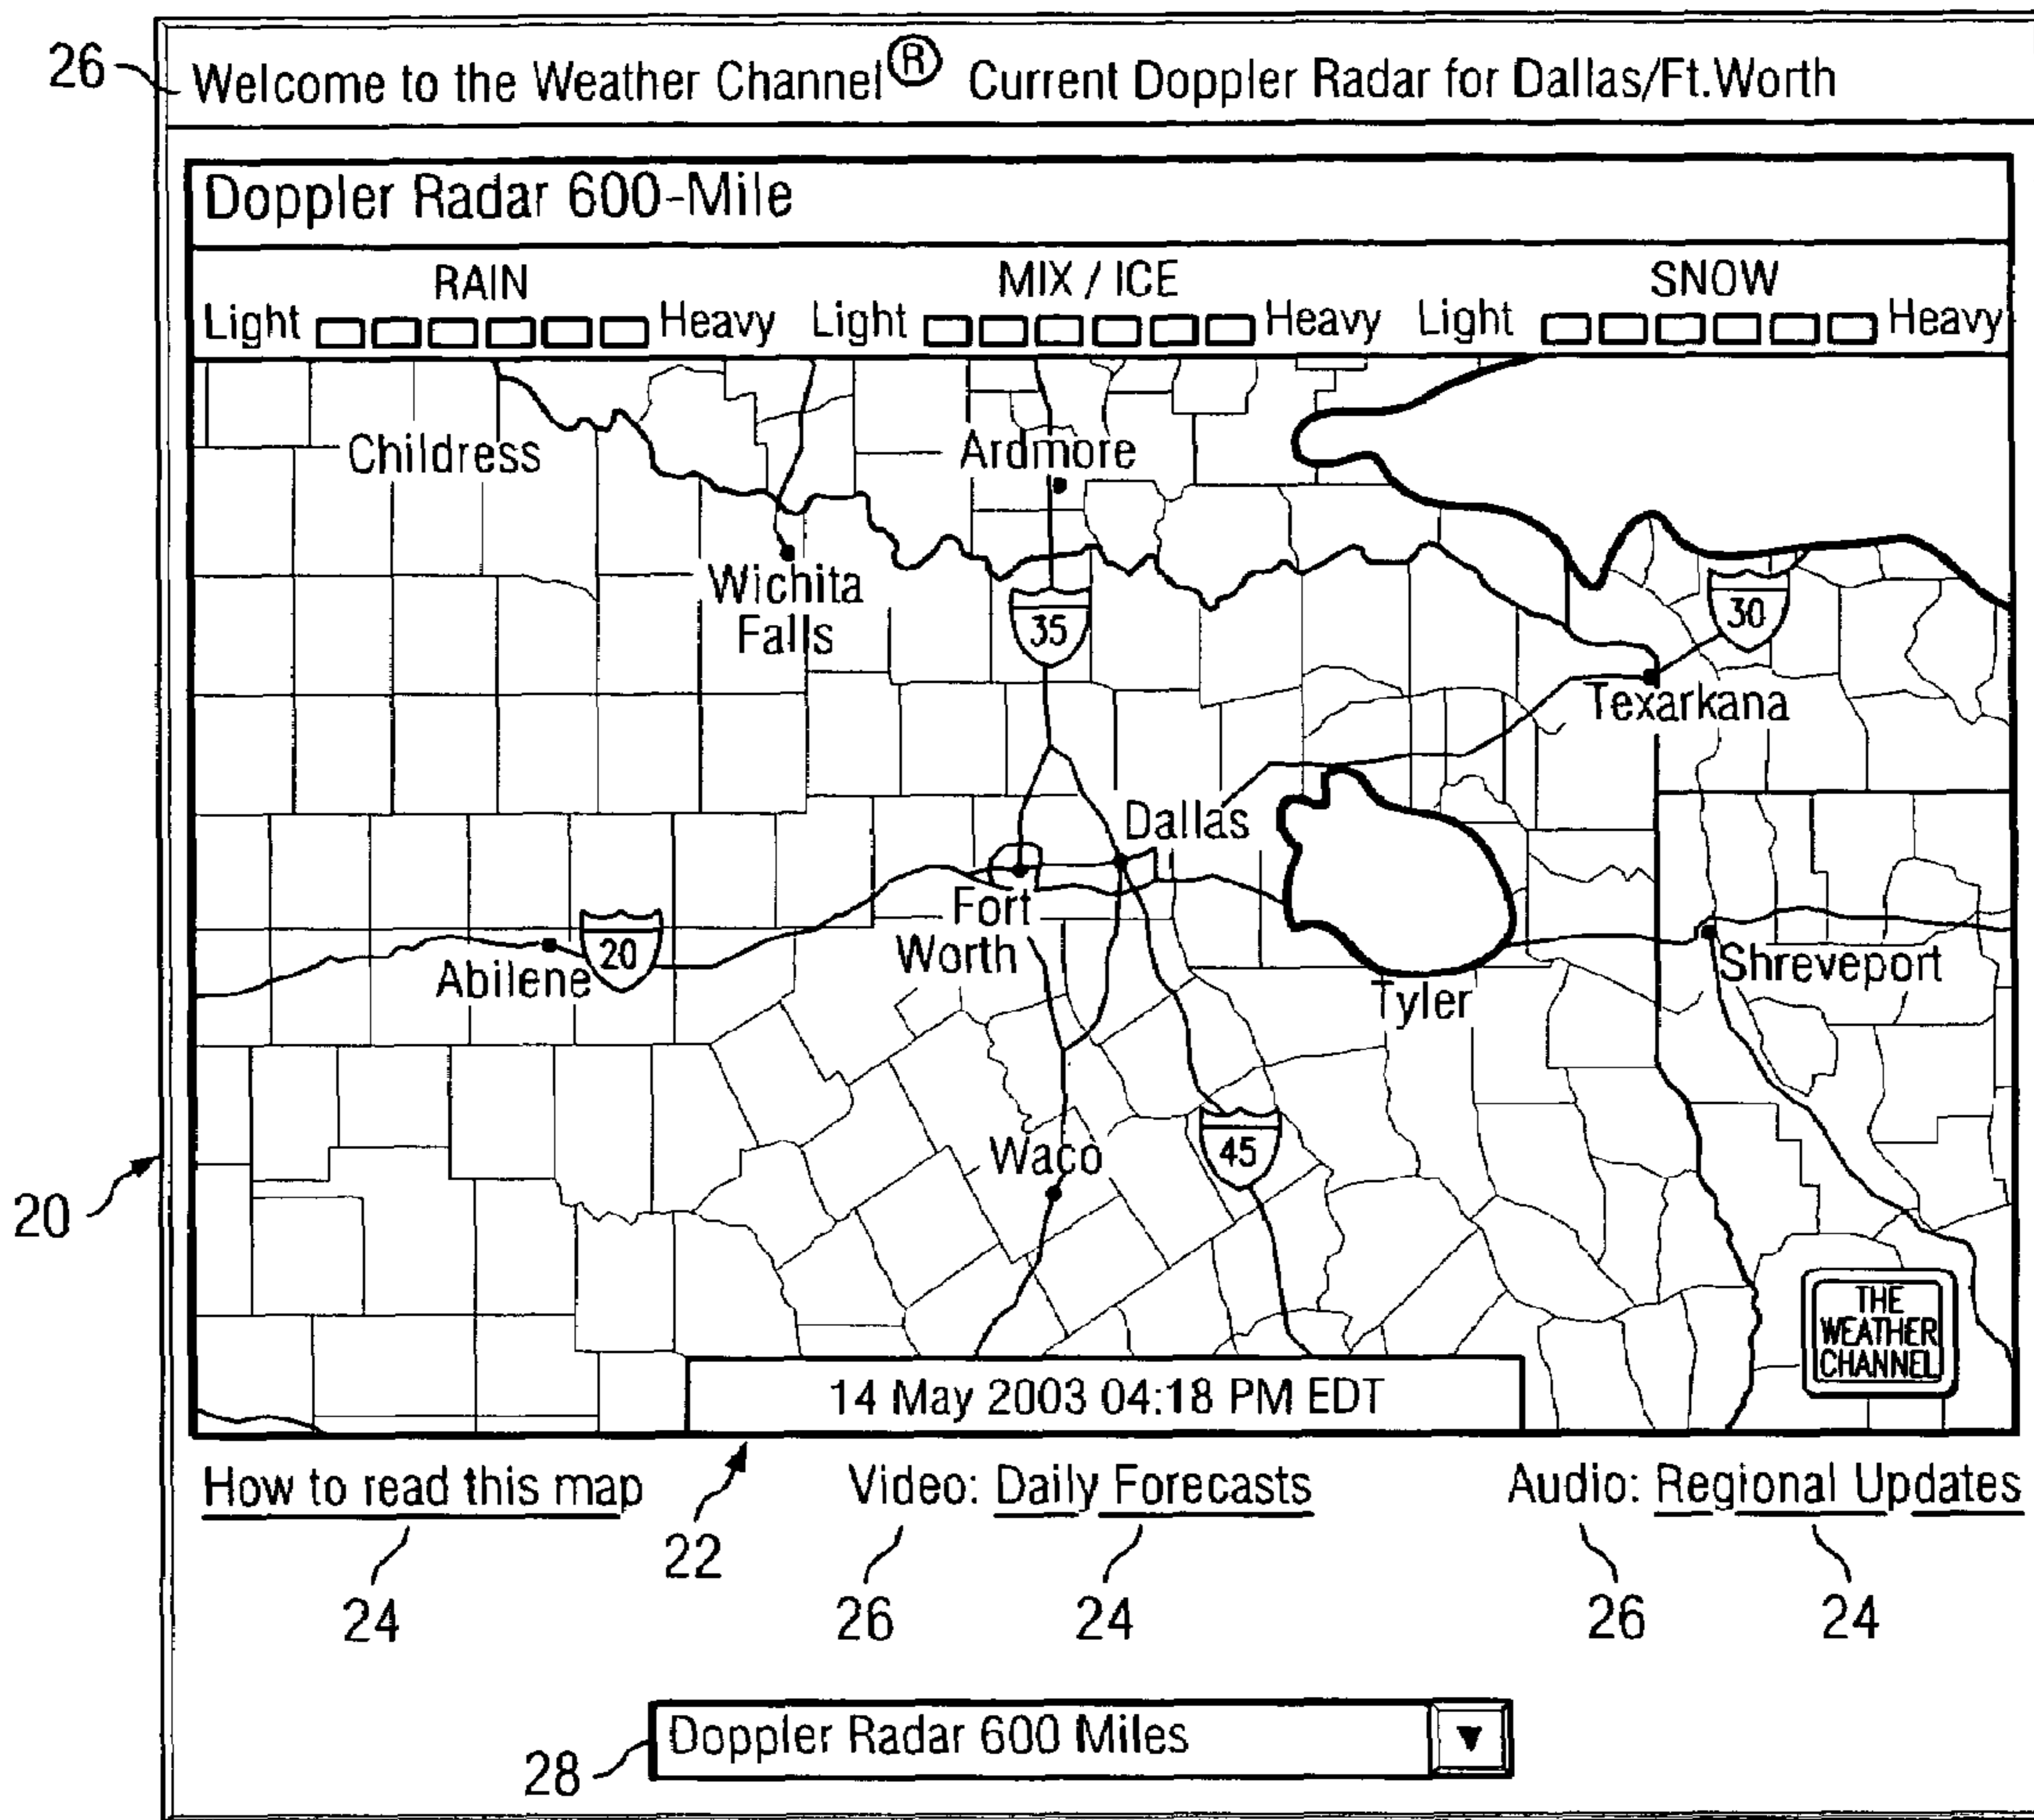 26
Welcome to the Weather Channel® Current Doppler Radar for Dallas/Ft.Worth
Doppler Radar 600-Mile
RAIN
MIX / ICE
SNOW
Light Heavy
Light Heavy
Light Heavy
Childress
Ardmore
Wichita
Falls
35
30
Texarkana
Dallas
Fort
Worth
20
Abilene
Tyler
Shreveport
Waco
45
20
THE
WEATHER
CHANNEL
14 May 2003 04:18 PM EDT
How to read this map
Video: Daily Forecasts
Audio: Regional Updates
22
24
26
24
26
24
Doppler Radar 600 Miles
28